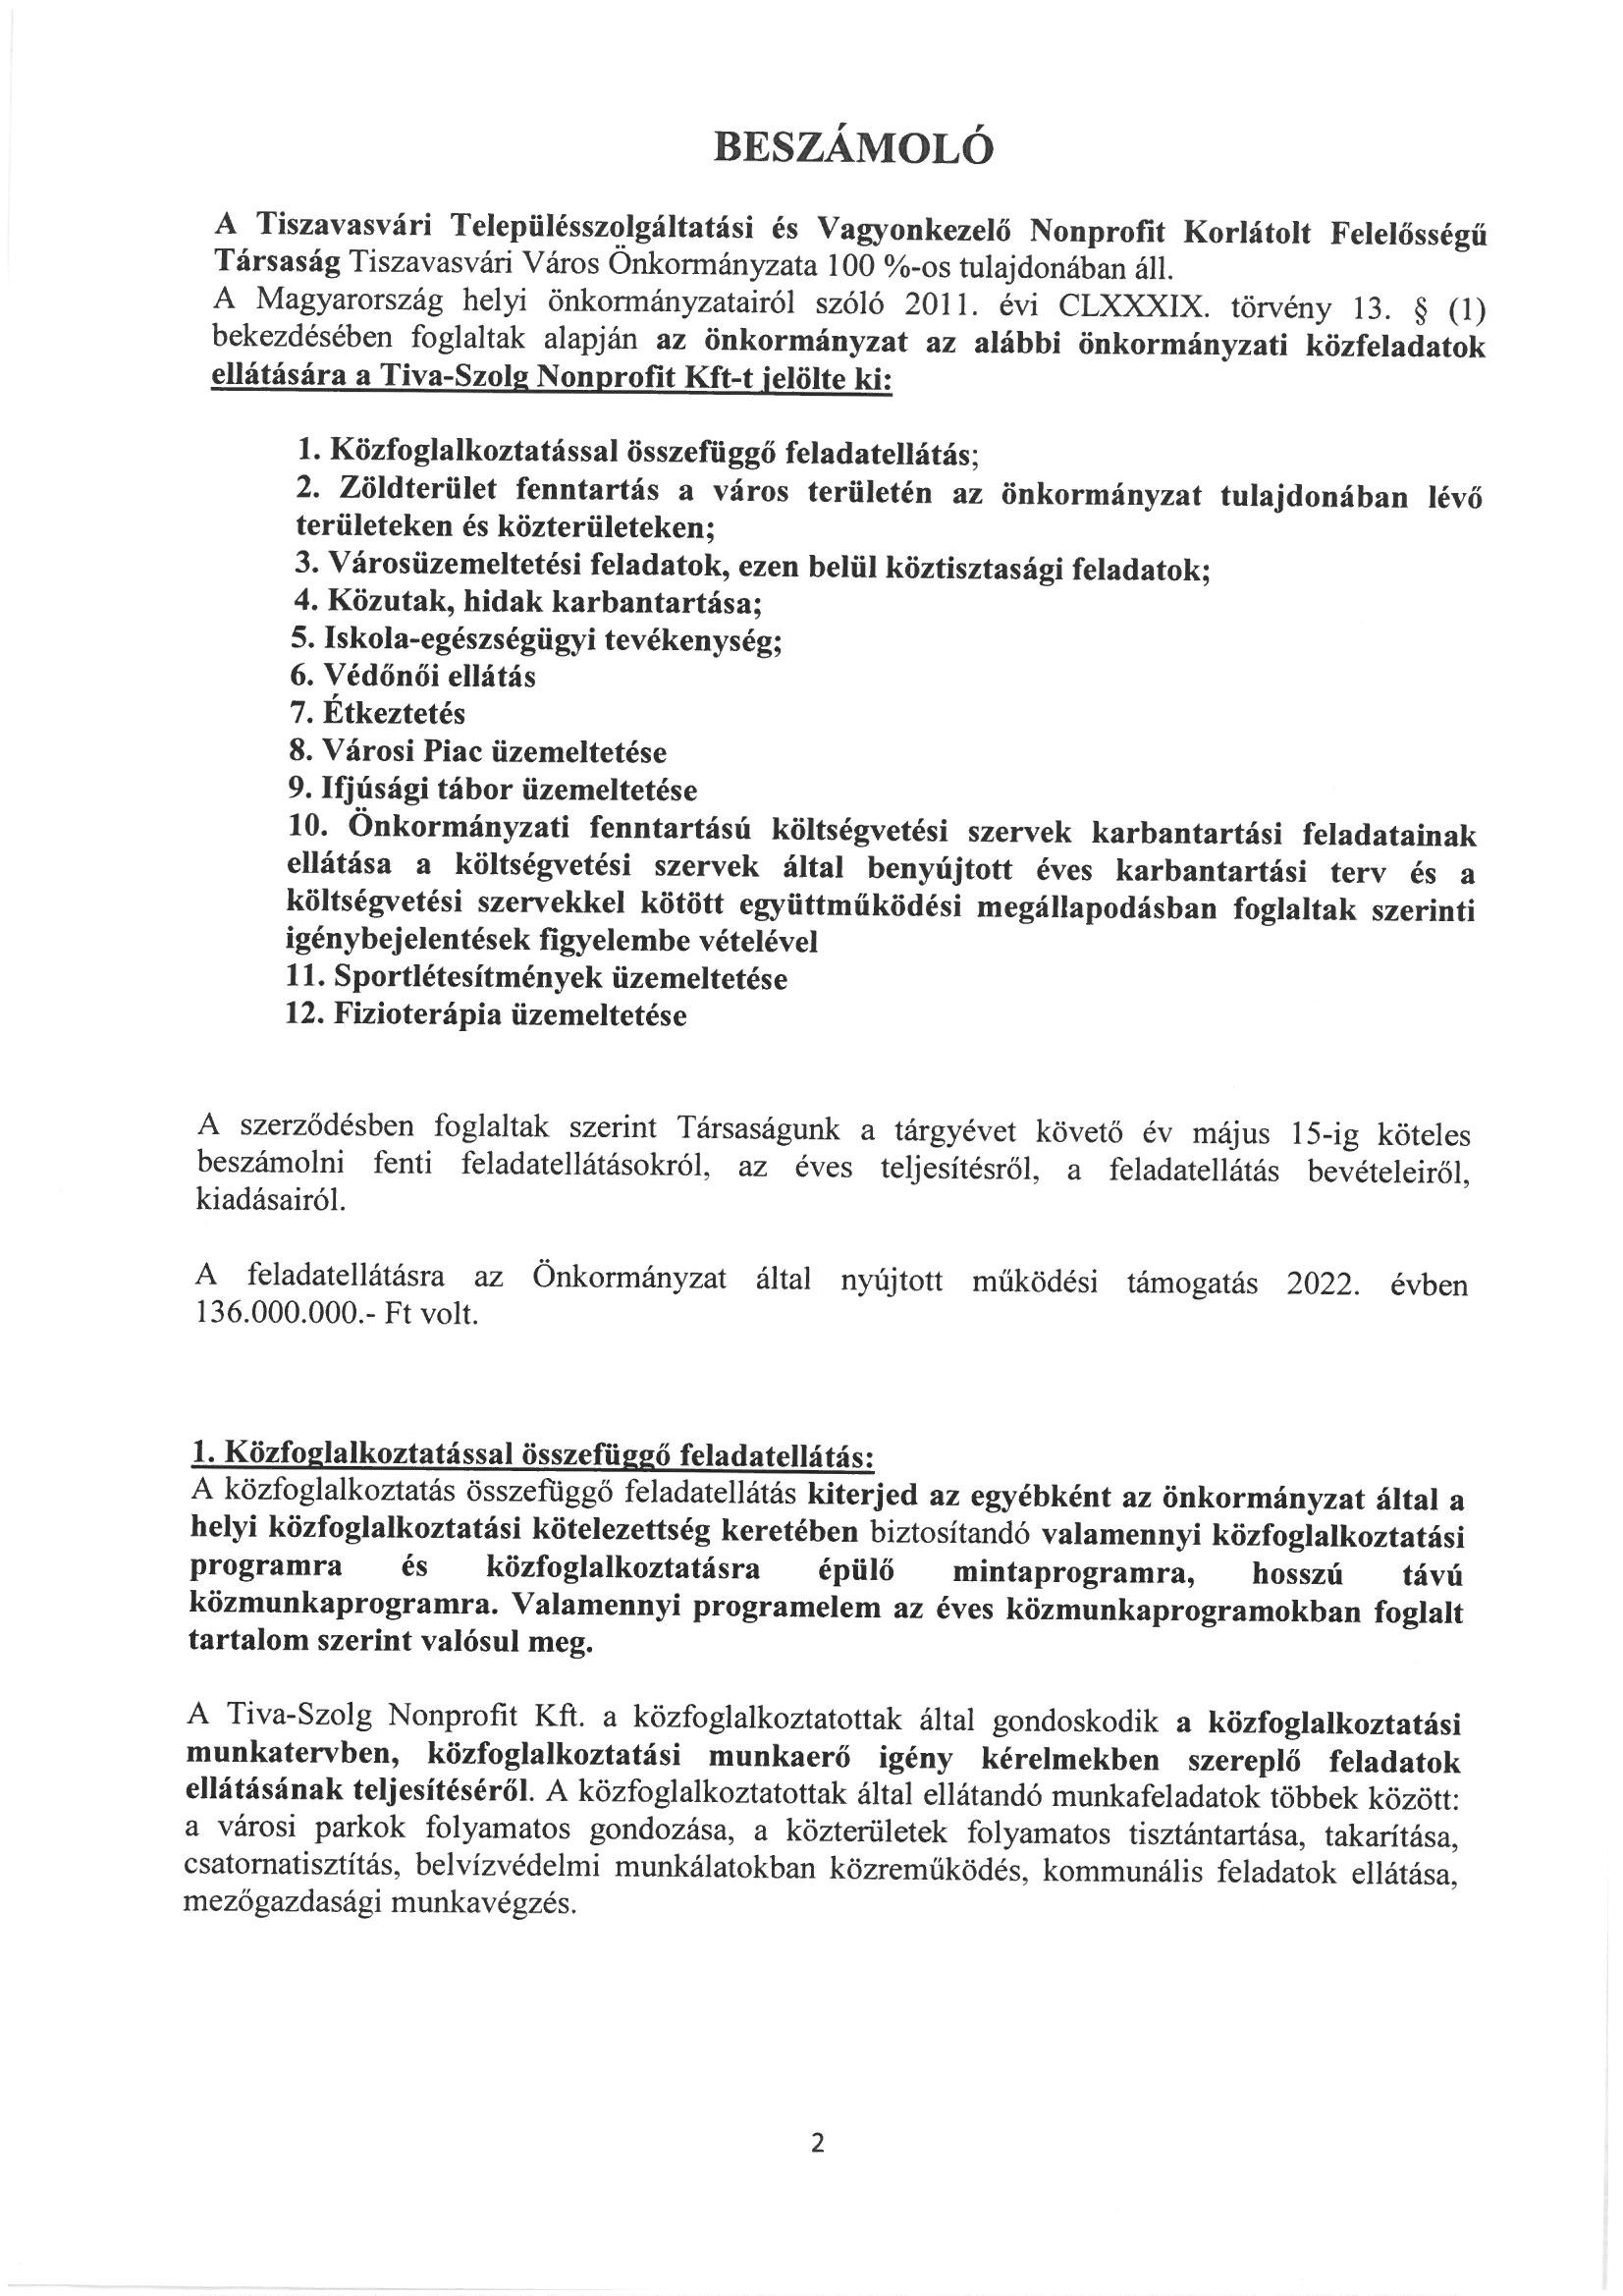 BESZÁMOLÓ
A Tiszavasvári Településszolgáltatási és Vagyonkezelő Nonprofit Korlátolt Felelősségű
Társaság Tiszavasvári Város Önkormányzata 100 %-os tulajdonában áll.
A Magyarország helyi önkormányzatairól szóló 2011. évi CLXXXIX. törvény 13. § (1)
bekezdésében foglaltak alapján az önkormányzat az alábbi önkormányzati közfeladatok
ellátására a Tiva-Szolg Nonprofit Kft-t jelölte ki:
1. Közfoglalkoztatással összefüggő feladatellátás;
2. Zöldterület fenntartás a város területén az önkormányzat tulajdonában lévő
területeken és közterületeken;
3. Városüzemeltetési feladatok, ezen belül köztisztasági feladatok;
4. Közutak, hidak karbantartása;
5. Iskola-egészségügyi tevékenység;
6. Védőnői ellátás
7. Étkeztetés
8. Városi Piac üzemeltetése
9. Ifjúsági tábor üzemeltetése
10. Önkormányzati fenntartású költségvetési szervek karbantartási feladatainak
ellátása a költségvetési szervek által benyújtott éves karbantartási terv és a
költségvetési szervekkel kötött együttműködési megállapodásban foglaltak szerinti
igénybejelentések figyelembe vételével
11. Sportlétesítmények üzemeltetése
12. Fizioterápia üzemeltetése
A szerződésben foglaltak szerint Társaságunk a tárgyévet követő év május 15-ig köteles
beszámolni fenti feladatellátásokról, az éves teljesítésről, a feladatellátás bevételeiről,
kiadásairól.
A feladatellátásra az Önkormányzat által nyújtott működési támogatás 2022. évben
136.000.000.- Ft volt.
1. Közfoglalkoztatással összefüggő feladatellátás:
A közfoglalkoztatás összefüggő feladatellátás kiterjed az egyébként az önkormányzat által a
helyi közfoglalkoztatási kötelezettség keretében biztosítandó valamennyi közfoglalkoztatási
programra és közfoglalkoztatásra épülő mintaprogramra, hosszú távú
közmunkaprogramra. Valamennyi programelem az éves közmunkaprogramokban foglalt
tartalom szerint valósul meg.
A Tiva-Szolg Nonprofit Kft. a közfoglalkoztatottak által gondoskodik a közfoglalkoztatási
munkatervben, közfoglalkoztatási munkaerő igény kérelmekben szereplő feladatok
ellátásának teljesítéséről. A közfoglalkoztatottak által ellátandó munkafeladatok többek között:
a városi parkok folyamatos gondozása, a közterületek folyamatos tisztántartása, takarítása,
csatornatisztítás, belvízvédelmi munkálatokban közreműködés, kommunális feladatok ellátása,
mezőgazdasági munkavégzés.
2